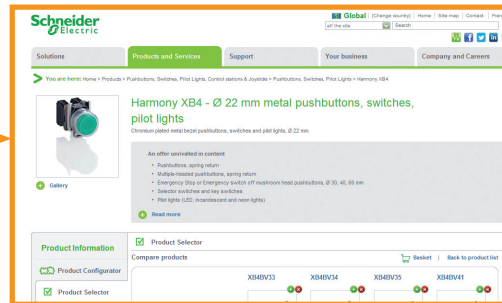 Schneider
Electric
Global | [Change country] | Home | Site map | Contact |
all the site
Search
Solutions
Products and Services
Support
Your business
Company and Careers
You are here: Home > Products > Pushbuttons, Switches, Pilot Lights, Control stations & Joysticks > Pushbuttons, Switches, Pilot Lights > Harmony XB4
Harmony XB4 - Ø 22 mm metal pushbuttons, switches,
pilot lights
Chromium plated metal bezel pushbuttons, switches and pilot lights, Ø 22 mm.
An offer unrivalled in content
• Pushbuttons, spring return
• Multiple-headed pushbuttons, spring return
• Emergency Stop or Emergency switch off mushroom head pushbuttons, Ø 30, 40, 60 mm
• Selector switches and key switches
• Pilot lights (LED, incandescent and neon lights)
Gallery
Read more
Product Information
Product Selector
Compare products
Basket | Back to product list
Product Configurator
XB4BV33
XB4BV34
XB4BV35
XB4BV41
Product Selector